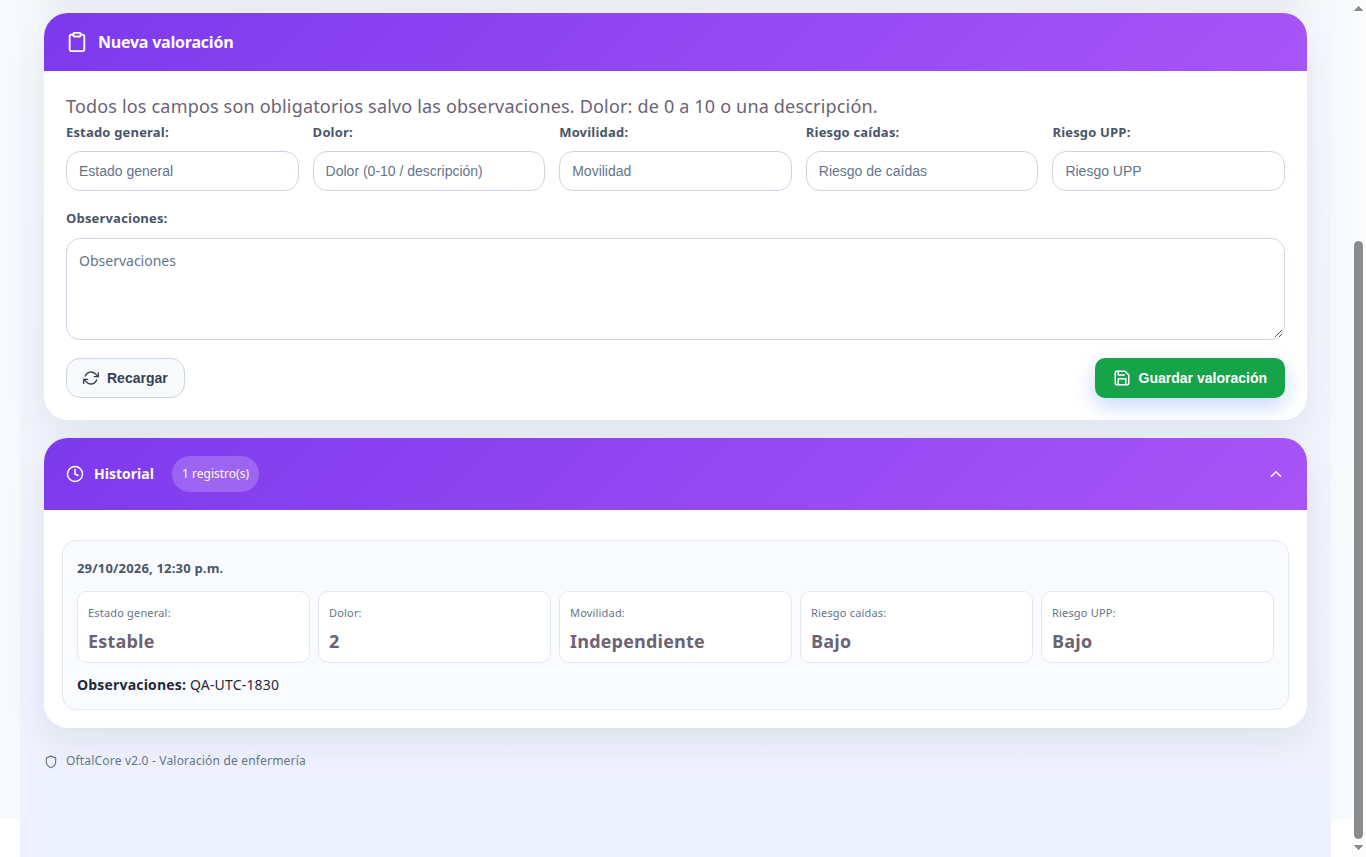 Nueva valoración
Todos los campos son obligatorios salvo las observaciones. Dolor: de 0 a 10 o una descripción.
Estado general: Dolor: Movilidad: Riesgo caídas: Riesgo UPP:
Estado general Dolor (0-10 / descripción) Movilidad Riesgo de caídas Riesgo UPP
Observaciones:
Observaciones
Recargar Guardar valoración
Historial 1 registro(s)
29/10/2026, 12:30 p.m.
Estado general: Dolor: Movilidad: Riesgo caídas: Riesgo UPP:
Estable 2 Independiente Bajo Bajo
Observaciones: QA-UTC-1830
OftalCore v2.0 - Valoración de enfermería